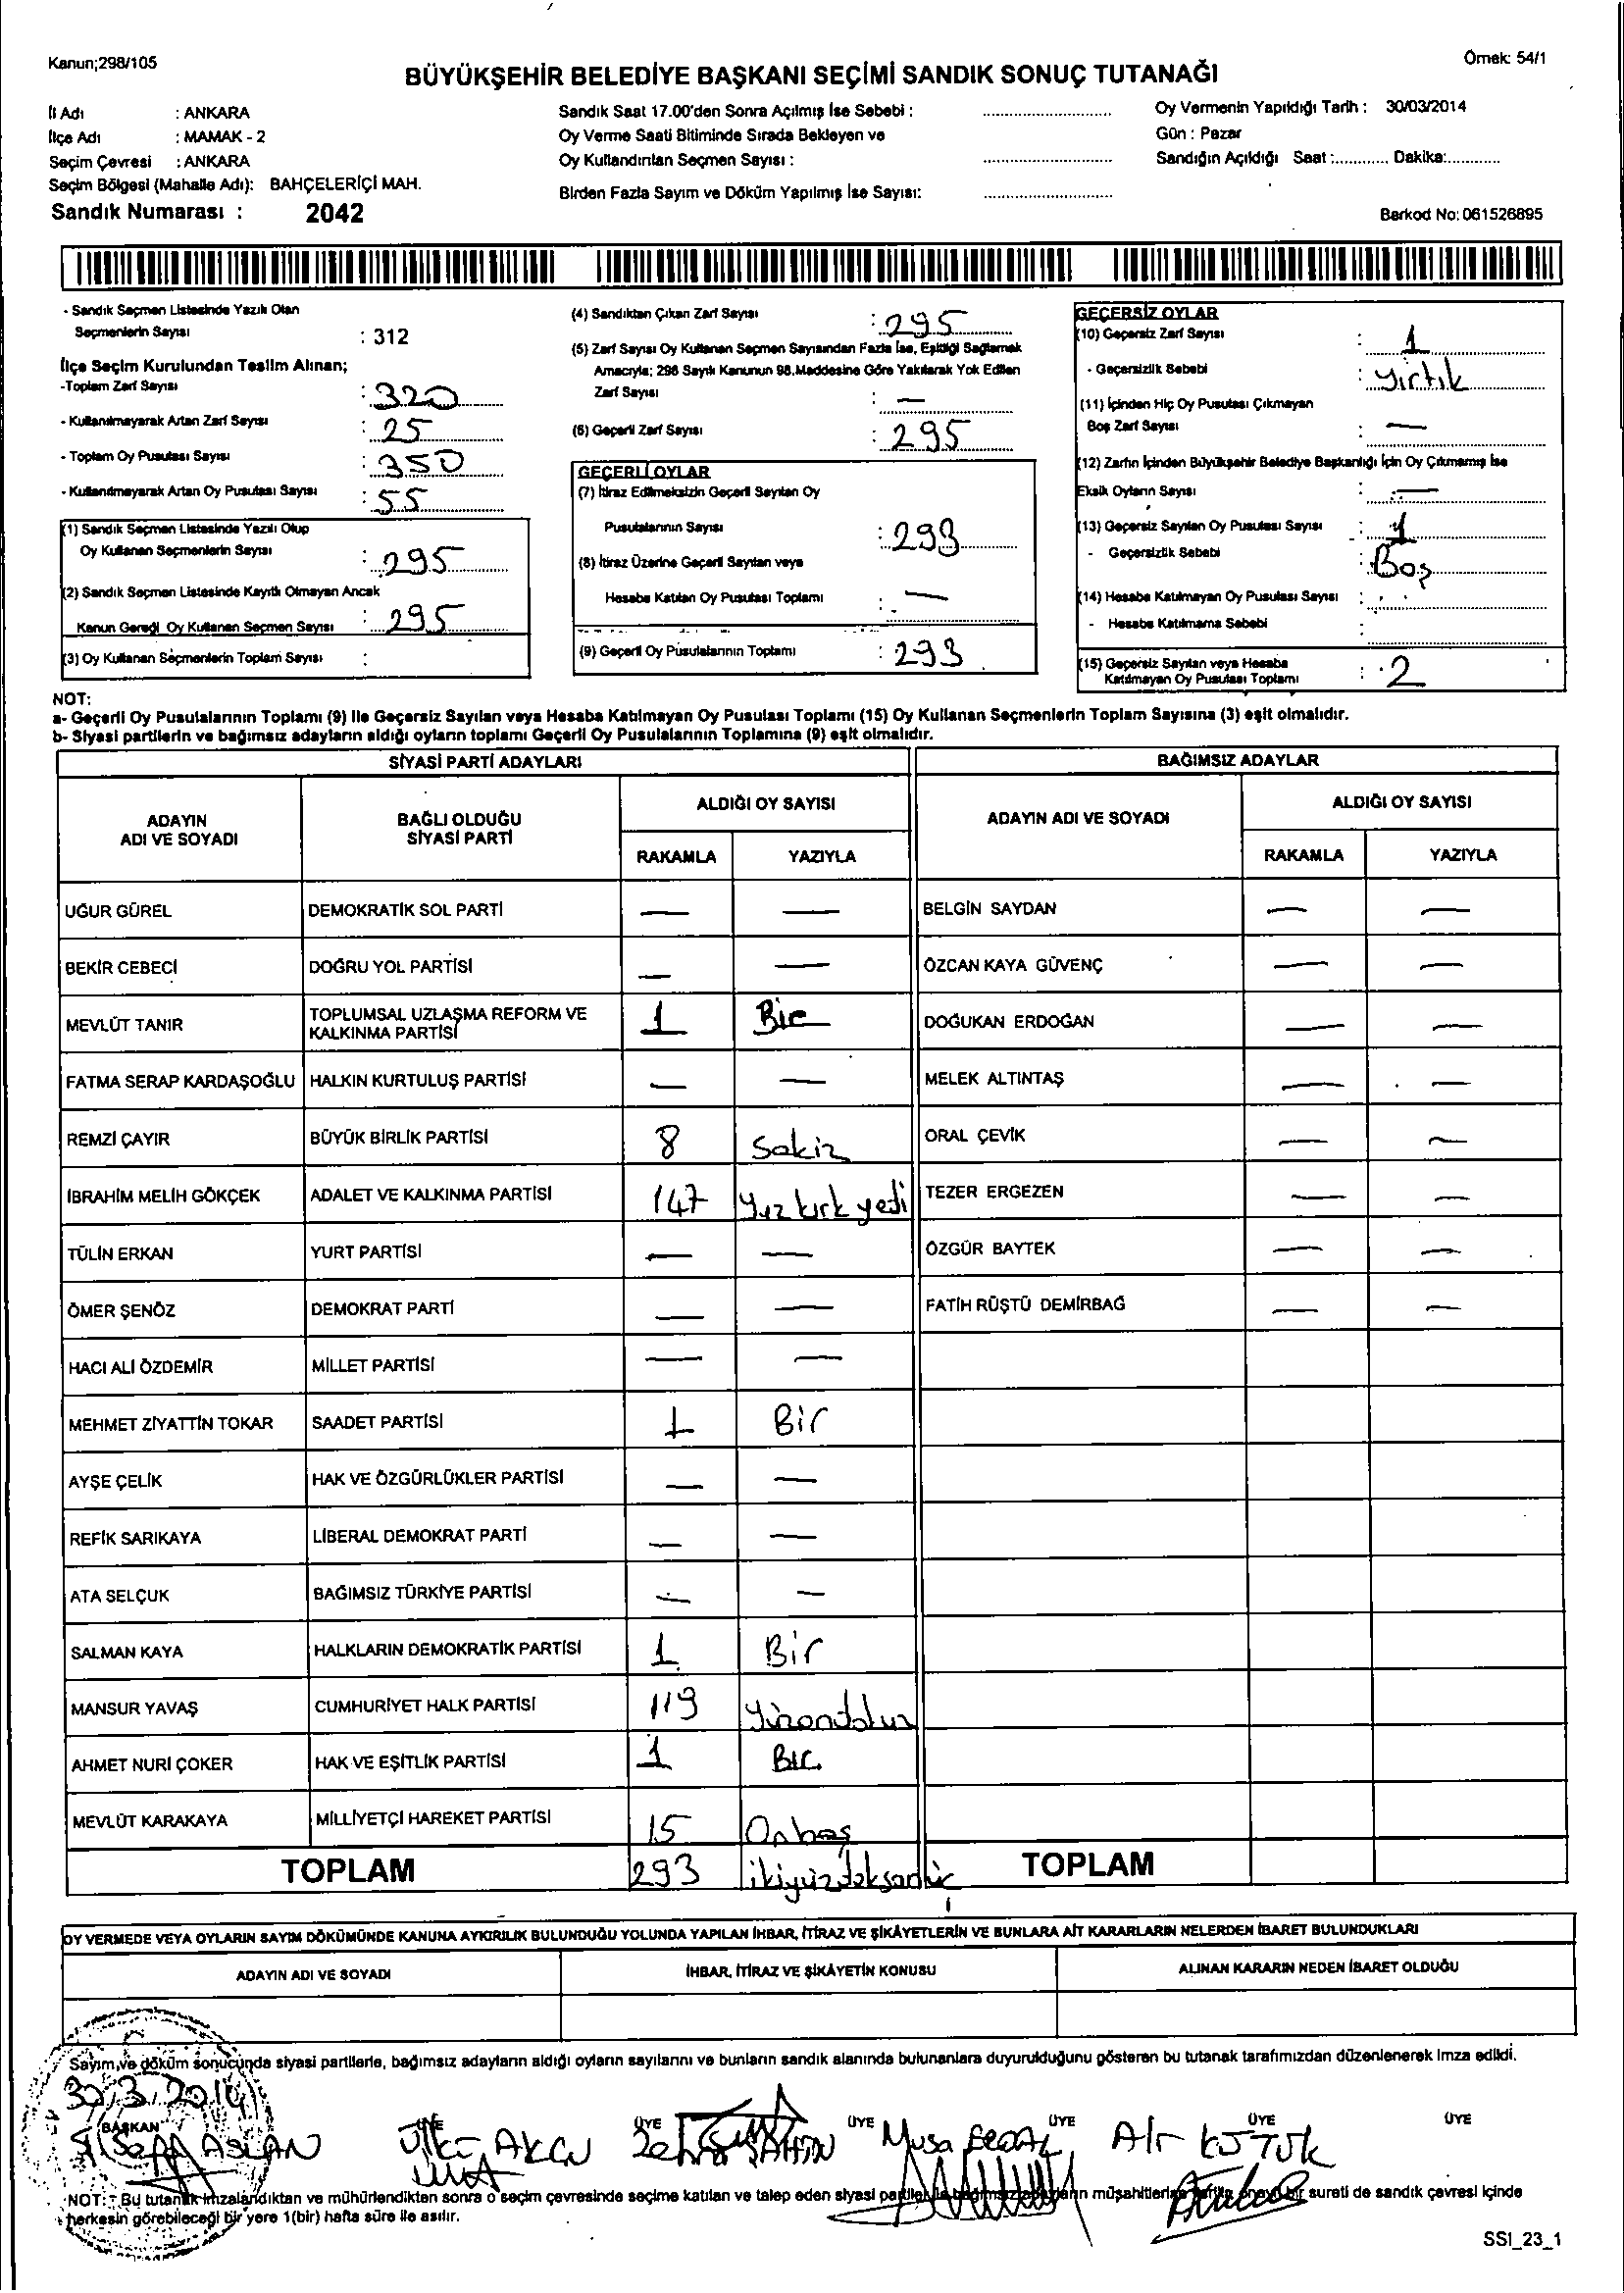 Kanun;298/105
Örnek: 54/1
BÜYÜKŞEHİR BELEDİYE BAŞKANI SEÇİMİ SANDIK SONUÇ TUTANAĞI
İl Adı : ANKARA
İlçe Adı : MAMAK - 2
Seçim Çevresi : ANKARA
Seçim Bölgesi (Mahalle Adı): BAHÇELERİÇİ MAH.
Sandık Numarası : 2042
Sandık Saat 17.00'den Sonra Açılmış İse Sebebi :
Oy Verme Saati Bitiminde Sırada Bekleyen ve
Oy Kullandırılan Seçmen Sayısı :
Birden Fazla Sayım ve Döküm Yapılmış İse Sayısı:
Oy Vermenin Yapıldığı Tarih : 30/03/2014
Gün : Pazar
Sandığın Açıldığı Saat :............ Dakika:............
Barkod No: 061526895
- Sandık Seçmen Listesinde Yazılı Olan
Seçmenlerin Sayısı : 312
İlçe Seçim Kurulundan Teslim Alınan;
-Toplam Zarf Sayısı : 320
- Kullanılmayarak Artan Zarf Sayısı : 25
- Toplam Oy Pusulası Sayısı : 350
- Kullanılmayarak Artan Oy Pusulası Sayısı : 55
(1) Sandık Seçmen Listesinde Yazılı Olup
Oy Kullanan Seçmenlerin Sayısı : 295
(2) Sandık Seçmen Listesinde Kayıtlı Olmayan Ancak
Kanun Gereği Oy Kullanan Seçmen Sayısı : 295
(3) Oy Kullanan Seçmenlerin Toplam Sayısı :
(4) Sandıktan Çıkan Zarf Sayısı : 295
(5) Zarf Sayısı Oy Kullanan Seçmen Sayısından Fazla İse, Eşitliği Sağlamak
Amacıyla; 298 Sayılı Kanunun 98.Maddesine Göre Yakılarak Yok Edilen
Zarf Sayısı : —
(6) Geçerli Zarf Sayısı : 295
GEÇERLİ OYLAR
(7) İtiraz Edilmeksizin Geçerli Sayılan Oy
Pusulalarının Sayısı : 293
(8) İtiraz Üzerine Geçerli Sayılan veya
Hesaba Katılan Oy Pusulası Toplamı : —
(9) Geçerli Oy Pusulalarının Toplamı : 293
GEÇERSİZ OYLAR
(10) Geçersiz Zarf Sayısı : 1
- Geçersizlik Sebebi : yırtık
(11) İçinden Hiç Oy Pusulası Çıkmayan
Boş Zarf Sayısı : —
(12) Zarfın İçinden Büyükşehir Belediye Başkanlığı İçin Oy Çıkmamış İse
Eksik Oyların Sayısı : —
(13) Geçersiz Sayılan Oy Pusulası Sayısı : 1
- Geçersizlik Sebebi : Boş
(14) Hesaba Katılmayan Oy Pusulası Sayısı :
- Hesaba Katılmama Sebebi :
(15) Geçersiz Sayılan veya Hesaba
Katılmayan Oy Pusulası Toplamı : 2
NOT:
a- Geçerli Oy Pusulalarının Toplamı (9) ile Geçersiz Sayılan veya Hesaba Katılmayan Oy Pusulası Toplamı (15) Oy Kullanan Seçmenlerin Toplam Sayısına (3) eşit olmalıdır.
b- Siyasi partilerin ve bağımsız adayların aldığı oyların toplamı Geçerli Oy Pusulalarının Toplamına (9) eşit olmalıdır.
SİYASİ PARTİ ADAYLARI BAĞIMSIZ ADAYLAR
ADAYIN ADI VE SOYADI BAĞLI OLDUĞU SİYASİ PARTİ ALDIĞI OY SAYISI ADAYIN ADI VE SOYADI ALDIĞI OY SAYISI
RAKAMLA YAZIYLA RAKAMLA YAZIYLA
UĞUR GÜREL DEMOKRATİK SOL PARTİ — — BELGİN SAYDAN — —
BEKİR CEBECİ DOĞRU YOL PARTİSİ — — ÖZCAN KAYA GÜVENÇ — —
MEVLÜT TANIR TOPLUMSAL UZLAŞMA REFORM VE KALKINMA PARTİSİ 1 Bir DOĞUKAN ERDOĞAN — —
FATMA SERAP KARDAŞOĞLU HALKIN KURTULUŞ PARTİSİ — — MELEK ALTINTAŞ — —
REMZİ ÇAYIR BÜYÜK BİRLİK PARTİSİ 8 Sekiz ORAL ÇEVİK — —
İBRAHİM MELİH GÖKÇEK ADALET VE KALKINMA PARTİSİ 147 Yüz kırk yedi TEZER ERGEZEN — —
TÜLİN ERKAN YURT PARTİSİ — — ÖZGÜR BAYTEK — —
ÖMER ŞENÖZ DEMOKRAT PARTİ — — FATİH RÜŞTÜ DEMİRBAĞ — —
HACI ALİ ÖZDEMİR MİLLET PARTİSİ — —
MEHMET ZİYATTİN TOKAR SAADET PARTİSİ 1 Bir
AYŞE ÇELİK HAK VE ÖZGÜRLÜKLER PARTİSİ — —
REFİK SARIKAYA LİBERAL DEMOKRAT PARTİ — —
ATA SELÇUK BAĞIMSIZ TÜRKİYE PARTİSİ — —
SALMAN KAYA HALKLARIN DEMOKRATİK PARTİSİ 1 Bir
MANSUR YAVAŞ CUMHURİYET HALK PARTİSİ 119
AHMET NURİ ÇOKER HAK VE EŞİTLİK PARTİSİ 1 Bir
MEVLÜT KARAKAYA MİLLİYETÇİ HAREKET PARTİSİ 15 Onbeş
TOPLAM 293 ikiyüzdoksanüç TOPLAM
OY VERMEDE VEYA OYLARIN SAYIM DÖKÜMÜNDE KANUNA AYKIRILIK BULUNDUĞU YOLUNDA YAPILAN İHBAR, İTİRAZ VE ŞİKÂYETLERİN VE BUNLARA AİT KARARLARIN NELERDEN İBARET BULUNDUKLARI
ADAYIN ADI VE SOYADI İHBAR, İTİRAZ VE ŞİKÂYETİN KONUSU ALINAN KARARIN NEDEN İBARET OLDUĞU
Sayım ve döküm sonucunda siyasi partilerle, bağımsız adayların aldığı oyların sayılarını ve bunların sandık alanında bulunanlara duyurulduğunu gösteren bu tutanak tarafımızdan düzenlenerek imza edildi.
30.3.2014
BAŞKAN ÜYE ÜYE ÜYE ÜYE ÜYE
ASLAN ÜLKÜ AKGÜN ŞAHİN Musa Ali KÜTÜK
NOT: - Bu tutanak imzalandıktan ve mühürlendikten sonra o seçim çevresinde seçime katılan ve talep eden siyasi partiler ile bağımsız adayların müşahitlerine onaylı bir sureti de sandık çevresi içinde
herkesin görebileceği bir yere 1(bir) hafta süre ile asılır.
SSI_23_1